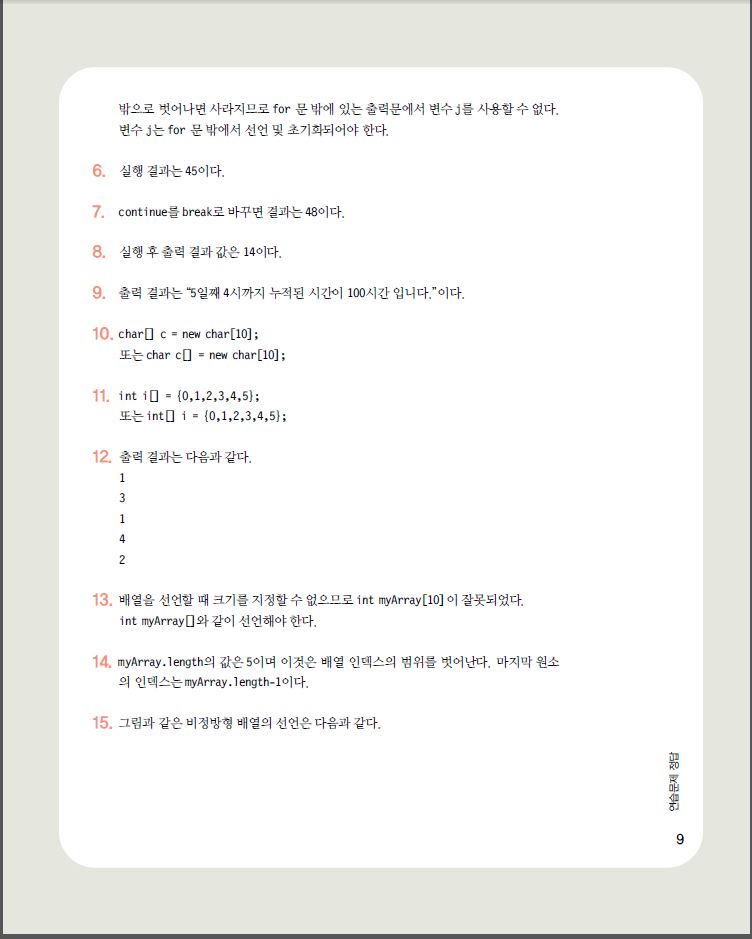 밖으로 벗어나면 사라지므로 for 문 밖에 있는 출력문에서 변수 j를 사용할 수 없다.
변수 j는 for 문 밖에서 선언 및 초기화되어야 한다.
6. 실행 결과는 45이다.
7. continue를 break로 바꾸면 결과는 48이다.
8. 실행 후 출력 결과 값은 14이다.
9. 출력 결과는 “5일째 4시까지 누적된 시간이 100시간 입니다.”이다.
10. char[] c = new char[10];
또는 char c[] = new char[10];
11. int i[] = {0,1,2,3,4,5};
또는 int[] i = {0,1,2,3,4,5};
12. 출력 결과는 다음과 같다.
1
3
1
4
2
13. 배열을 선언할 때 크기를 지정할 수 없으므로 int myArray[10]이 잘못되었다.
int myArray[]와 같이 선언해야 한다.
14. myArray.length의 값은 5이며 이것은 배열 인덱스의 범위를 벗어난다. 마지막 원소
의 인덱스는 myArray.length-1이다.
15. 그림과 같은 비정방형 배열의 선언은 다음과 같다.
연습문제 정답
9